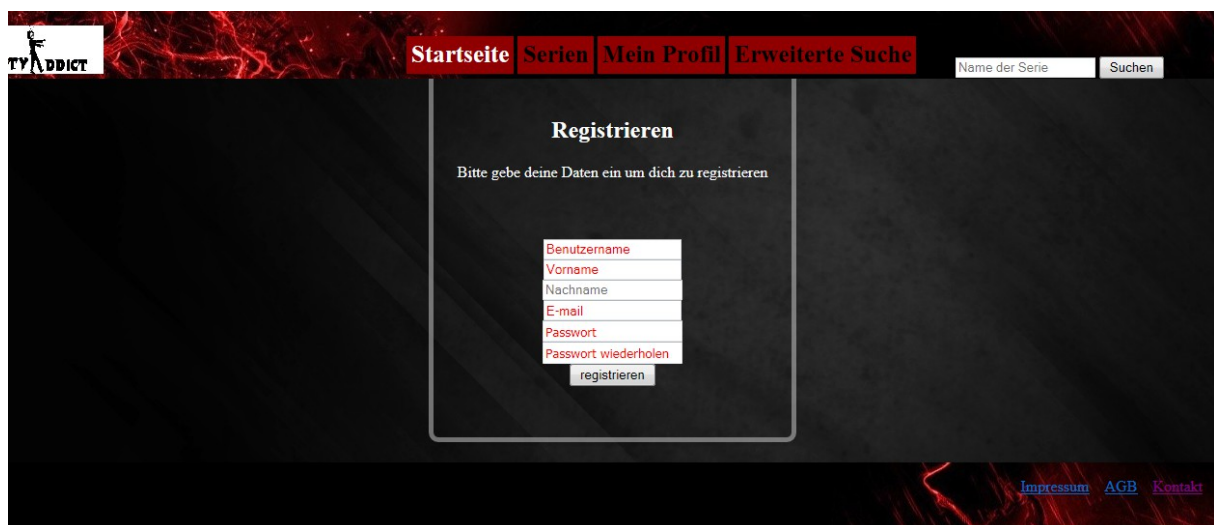 TV ADDICT
Startseite Serien Mein Profil Erweiterte Suche
Name der Serie Suchen
Registrieren
Bitte gebe deine Daten ein um dich zu registrieren
Benutzername
Vorname
Nachname
E-mail
Passwort
Passwort wiederholen
registrieren
Impressum AGB Kontakt